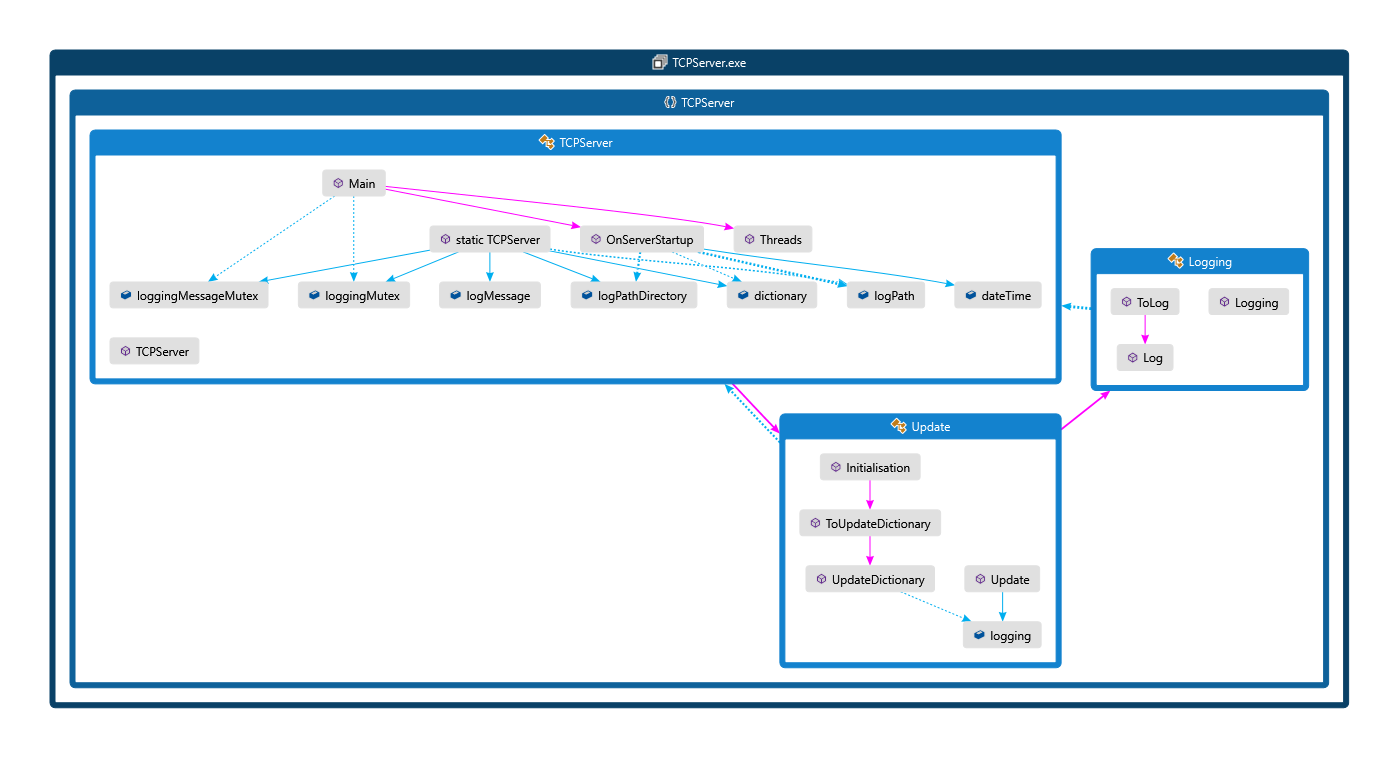 TCPServer.exe
TCPServer
TCPServer
Main
static TCPServer
OnServerStartup
Threads
loggingMessageMutex
loggingMutex
logMessage
logPathDirectory
dictionary
logPath
dateTime
TCPServer
Logging
ToLog
Logging
Log
Update
Initialisation
ToUpdateDictionary
UpdateDictionary
Update
logging